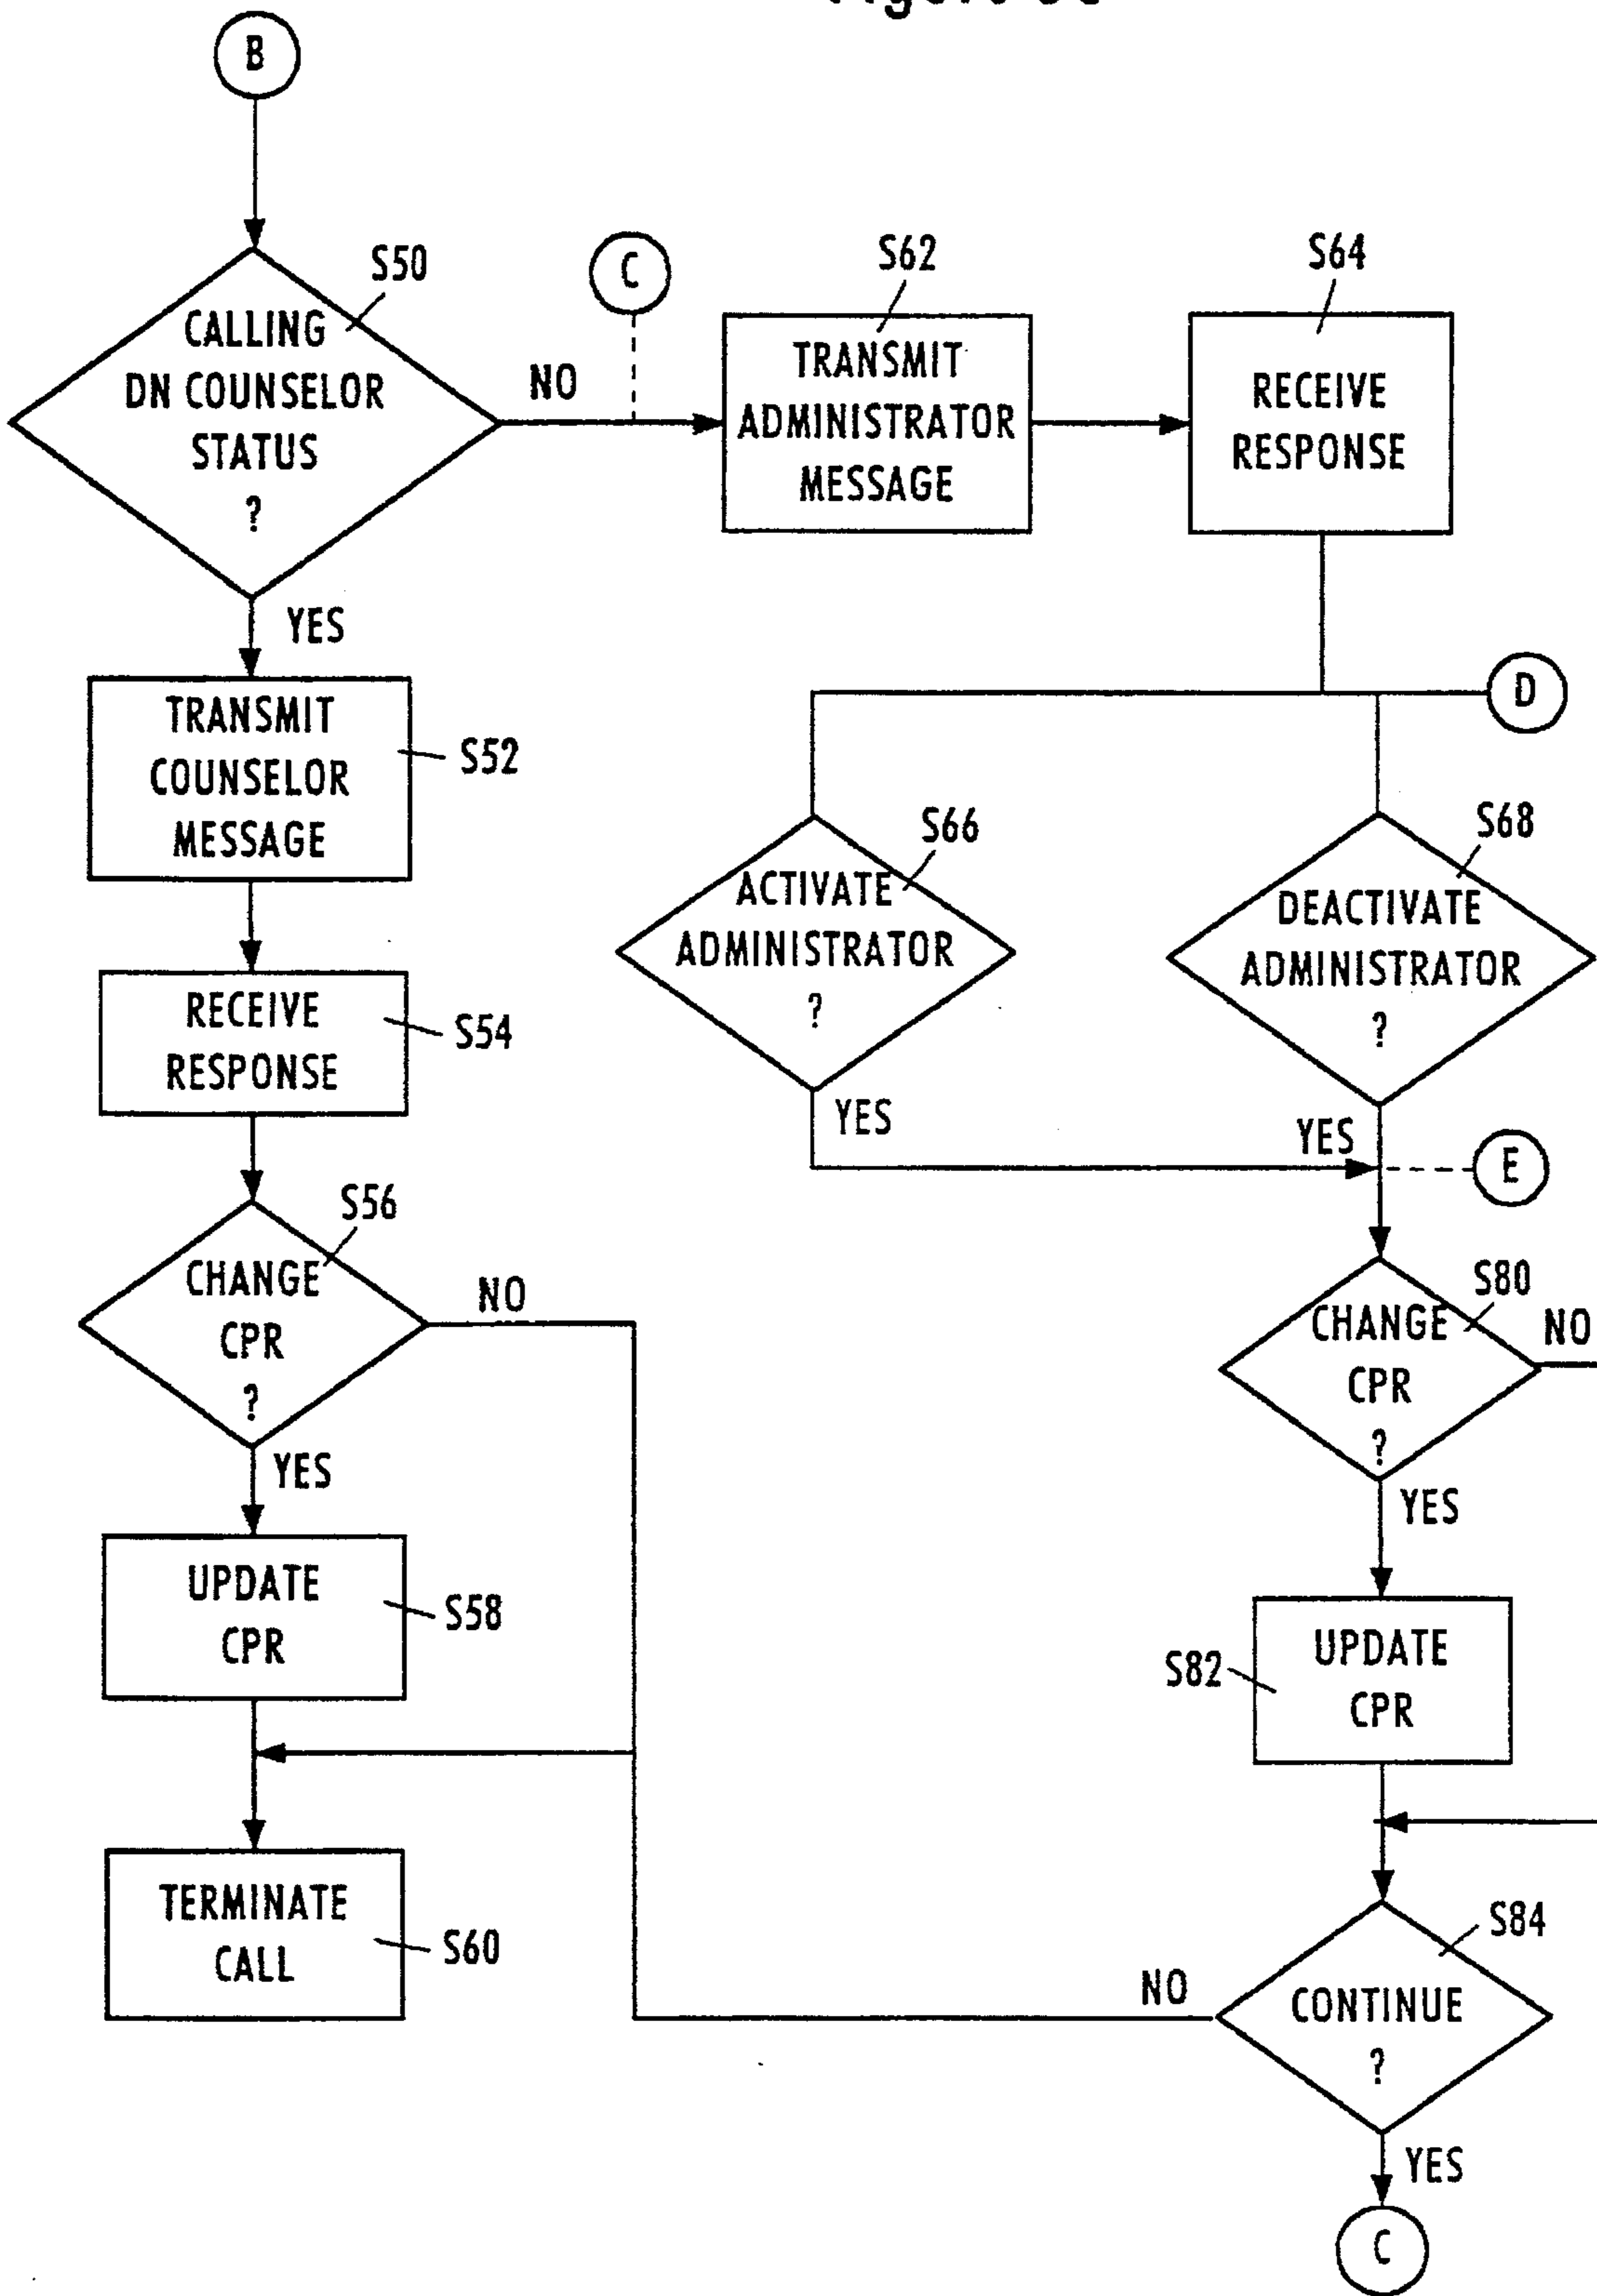 B
S50
CALLING
DN COUNSELOR
STATUS
?
NO
C
S62
TRANSMIT
ADMINISTRATOR
MESSAGE
S64
RECEIVE
RESPONSE
YES
TRANSMIT
COUNSELOR
MESSAGE
S52
D
S66
ACTIVATE
ADMINISTRATOR
?
YES
S68
DEACTIVATE
ADMINISTRATOR
?
YES
E
RECEIVE
RESPONSE
S54
S56
CHANGE
CPR
?
NO
YES
S80
CHANGE
CPR
?
NO
YES
UPDATE
CPR
S58
S82
UPDATE
CPR
TERMINATE
CALL
S60
S84
CONTINUE
?
NO
YES
C